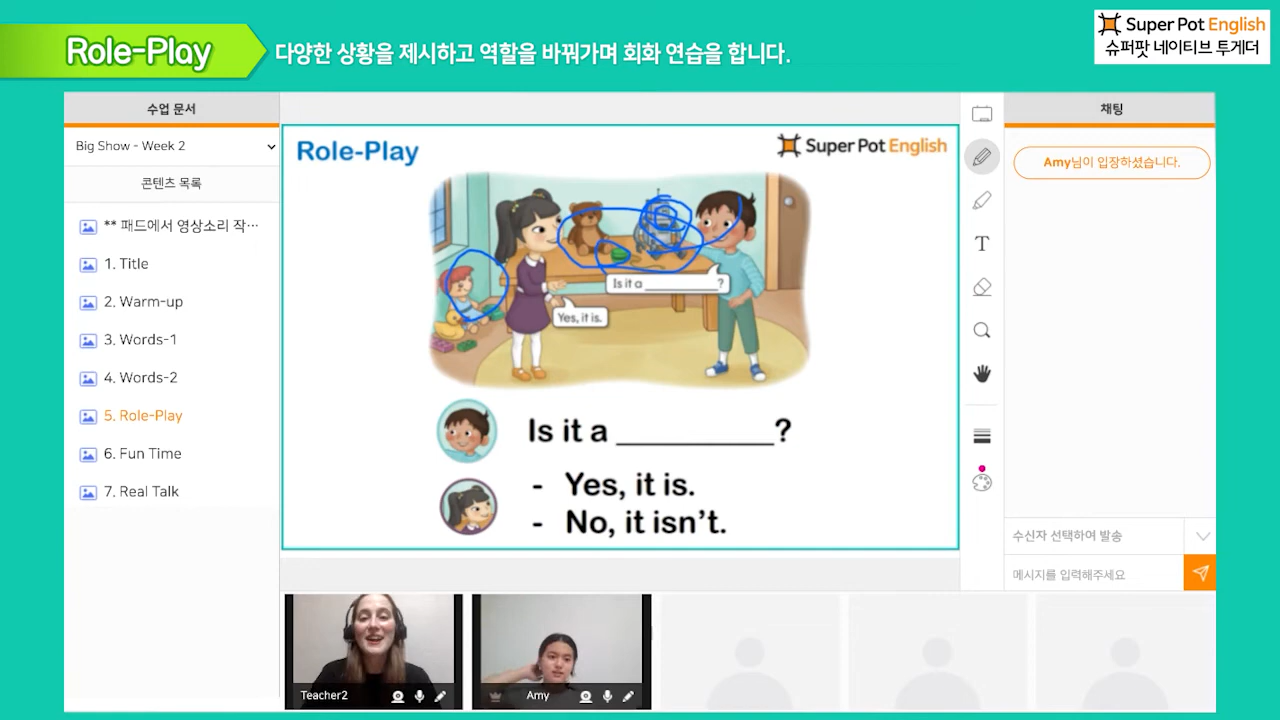 Role-Play
다양한 상황을 제시하고 역할을 바꿔가며 회화 연습을 합니다.
Super Pot English
슈퍼팟 네이티브 투게더
수업 문서
Big Show - Week 2
콘텐츠 목록
** 패드에서 영상소리 작···
1. Title
2. Warm-up
3. Words-1
4. Words-2
5. Role-Play
6. Fun Time
7. Real Talk
Role-Play
Super Pot English
Is it a __________?
Yes, it is.
Is it a __________?
- Yes, it is.
- No, it isn't.
T
채팅
Amy님이 입장하셨습니다.
수신자 선택하여 발송
메시지를 입력해주세요
Teacher2
Amy